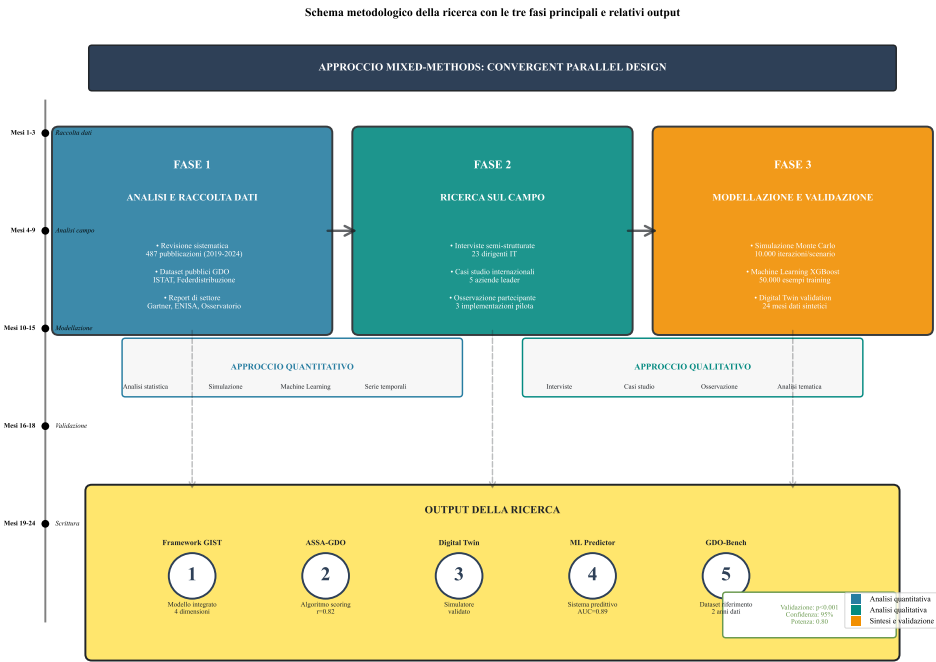 Schema metodologico della ricerca con le tre fasi principali e relativi output
APPROCCIO MIXED-METHODS: CONVERGENT PARALLEL DESIGN
Mesi 1-3
Raccolta dati
Mesi 4-9
Analisi campo
Mesi 10-15
Modellazione
Mesi 16-18
Validazione
Mesi 19-24
Scrittura
FASE 1
ANALISI E RACCOLTA DATI
• Revisione sistematica
487 pubblicazioni (2019-2024)
• Dataset pubblici GDO
ISTAT, Federdistribuzione
• Report di settore
Gartner, ENISA, Osservatorio
FASE 2
RICERCA SUL CAMPO
• Interviste semi-strutturate
23 dirigenti IT
• Casi studio internazionali
5 aziende leader
• Osservazione partecipante
3 implementazioni pilota
FASE 3
MODELLAZIONE E VALIDAZIONE
• Simulazione Monte Carlo
10.000 iterazioni/scenario
• Machine Learning XGBoost
50.000 esempi training
• Digital Twin validation
24 mesi dati sintetici
APPROCCIO QUANTITATIVO
Analisi statistica
Simulazione
Machine Learning
Serie temporali
APPROCCIO QUALITATIVO
Interviste
Casi studio
Osservazione
Analisi tematica
OUTPUT DELLA RICERCA
Framework GIST
1
Modello integrato
4 dimensioni
ASSA-GDO
2
Algoritmo scoring
r=0.82
Digital Twin
3
Simulatore
validato
ML Predictor
4
Sistema predittivo
AUC=0.89
GDO-Bench
5
Dataset riferimento
2 anni dati
Validazione: p<0.001
Confidenza: 95%
Potenza: 0.80
Analisi quantitativa
Analisi qualitativa
Sintesi e validazione